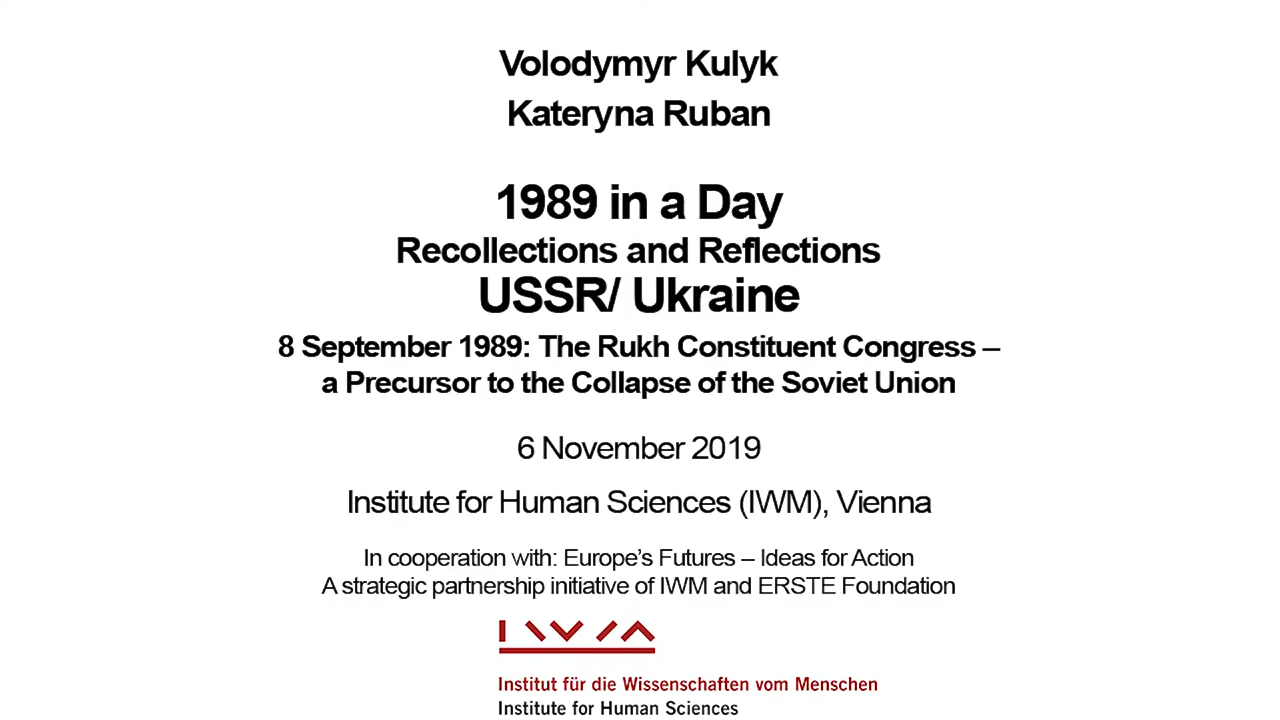 Volodymyr Kulyk
Kateryna Ruban
1989 in a Day
Recollections and Reflections
USSR/ Ukraine
8 September 1989: The Rukh Constituent Congress –
a Precursor to the Collapse of the Soviet Union
6 November 2019
Institute for Human Sciences (IWM), Vienna
In cooperation with: Europe’s Futures – Ideas for Action
A strategic partnership initiative of IWM and ERSTE Foundation
Institut für die Wissenschaften vom Menschen
Institute for Human Sciences